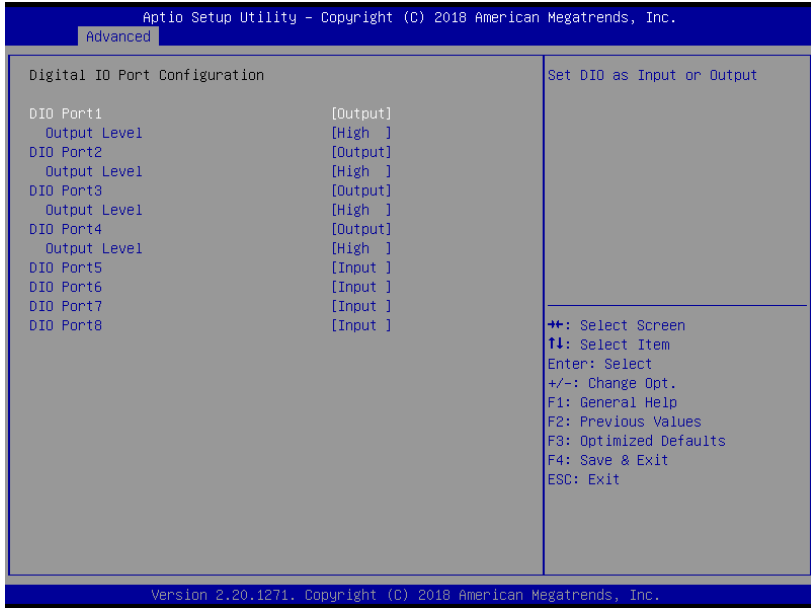 Aptio Setup Utility – Copyright (C) 2018 American Megatrends, Inc.
Advanced
Digital IO Port Configuration
DIO Port1 [Output]
Output Level [High ]
DIO Port2 [Output]
Output Level [High ]
DIO Port3 [Output]
Output Level [High ]
DIO Port4 [Output]
Output Level [High ]
DIO Port5 [Input ]
DIO Port6 [Input ]
DIO Port7 [Input ]
DIO Port8 [Input ]
Set DIO as Input or Output
→←: Select Screen
↑↓: Select Item
Enter: Select
+/-: Change Opt.
F1: General Help
F2: Previous Values
F3: Optimized Defaults
F4: Save & Exit
ESC: Exit
Version 2.20.1271. Copyright (C) 2018 American Megatrends, Inc.